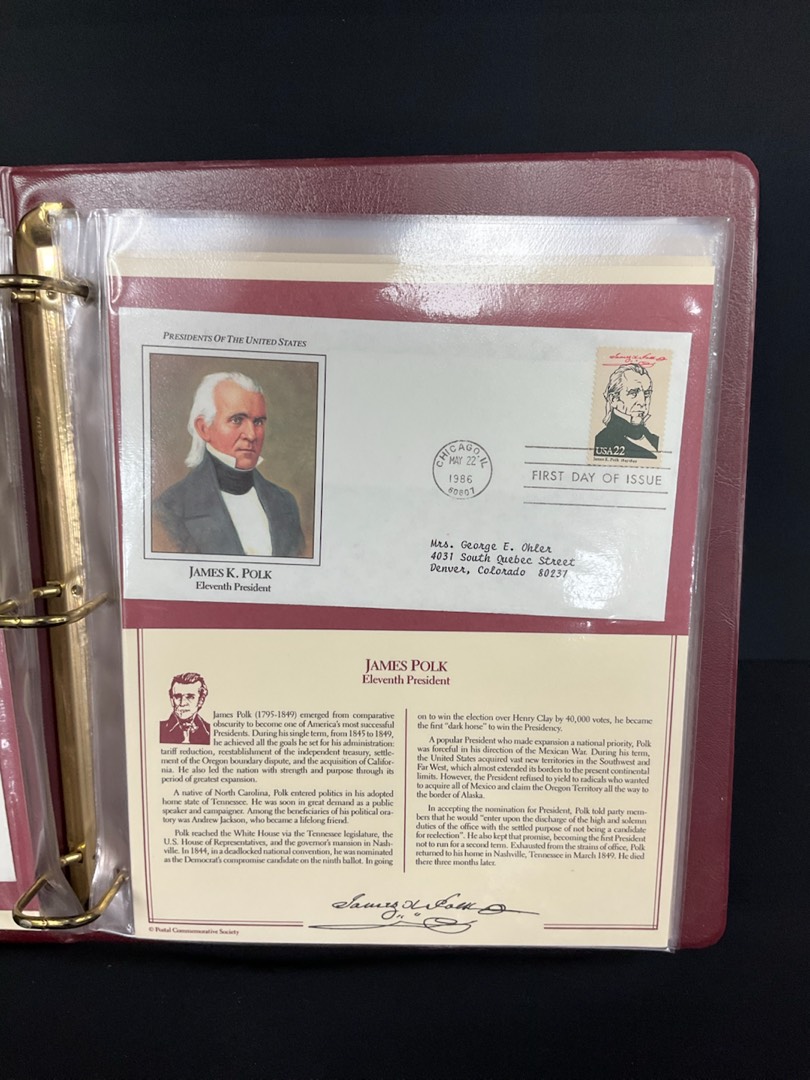 PRESIDENTS OF THE UNITED STATES
James K. Polk
USA22
CHICAGO, IL
MAY 22
1986
60607
FIRST DAY OF ISSUE
Mrs. George E. Ohler
4031 South Quebec Street
Denver, Colorado 80237
JAMES K. POLK
Eleventh President
JAMES POLK
Eleventh President
James Polk (1795-1849) emerged from comparative
obscurity to become one of America's most successful
Presidents. During his single term, from 1845 to 1849,
he achieved all the goals he set for his administration:
tariff reduction, reestablishment of the independent treasury, settle-
ment of the Oregon boundary dispute, and the acquisition of Califor-
nia. He also led the nation with strength and purpose through its
period of greatest expansion.
A native of North Carolina, Polk entered politics in his adopted
home state of Tennessee. He was soon in great demand as a public
speaker and campaigner. Among the beneficiaries of his political ora-
tory was Andrew Jackson, who became a lifelong friend.
Polk reached the White House via the Tennessee legislature, the
U.S. House of Representatives, and the governor's mansion in Nash-
ville. In 1844, in a deadlocked national convention, he was nominated
as the Democrat's compromise candidate on the ninth ballot. In going
on to win the election over Henry Clay by 40,000 votes, he became
the first "dark horse" to win the Presidency.
A popular President who made expansion a national priority, Polk
was forceful in his direction of the Mexican War. During his term,
the United States acquired vast new territories in the Southwest and
Far West, which almost extended its borders to the present continental
limits. However, the President refused to yield to radicals who wanted
to acquire all of Mexico and claim the Oregon Territory all the way to
the border of Alaska.
In accepting the nomination for President, Polk told party mem-
bers that he would "enter upon the discharge of the high and solemn
duties of the office with the settled purpose of not being a candidate
for reelection". He also kept that promise, becoming the first President
not to run for a second term. Exhausted from the strains of office, Polk
returned to his home in Nashville, Tennessee in March 1849. He died
there three months later.
James K Polk
© Postal Commemorative Society